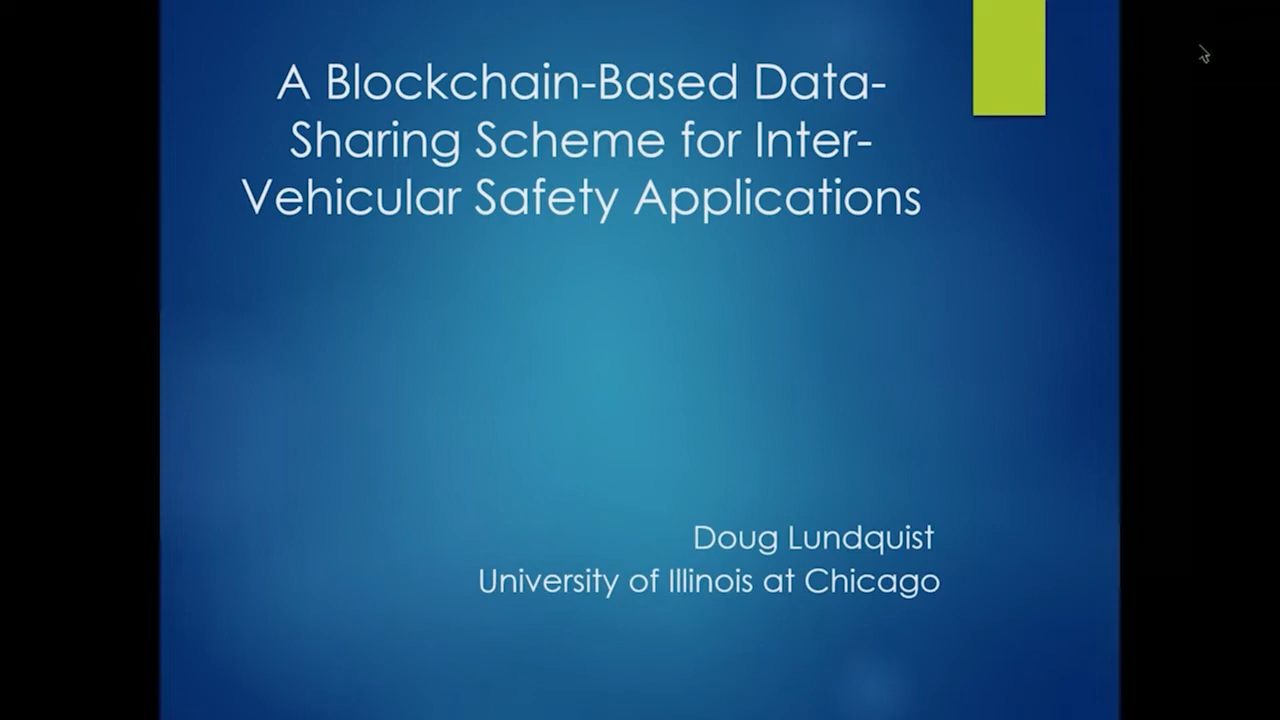 A Blockchain-Based Data-
Sharing Scheme for Inter-
Vehicular Safety Applications
Doug Lundquist
University of Illinois at Chicago